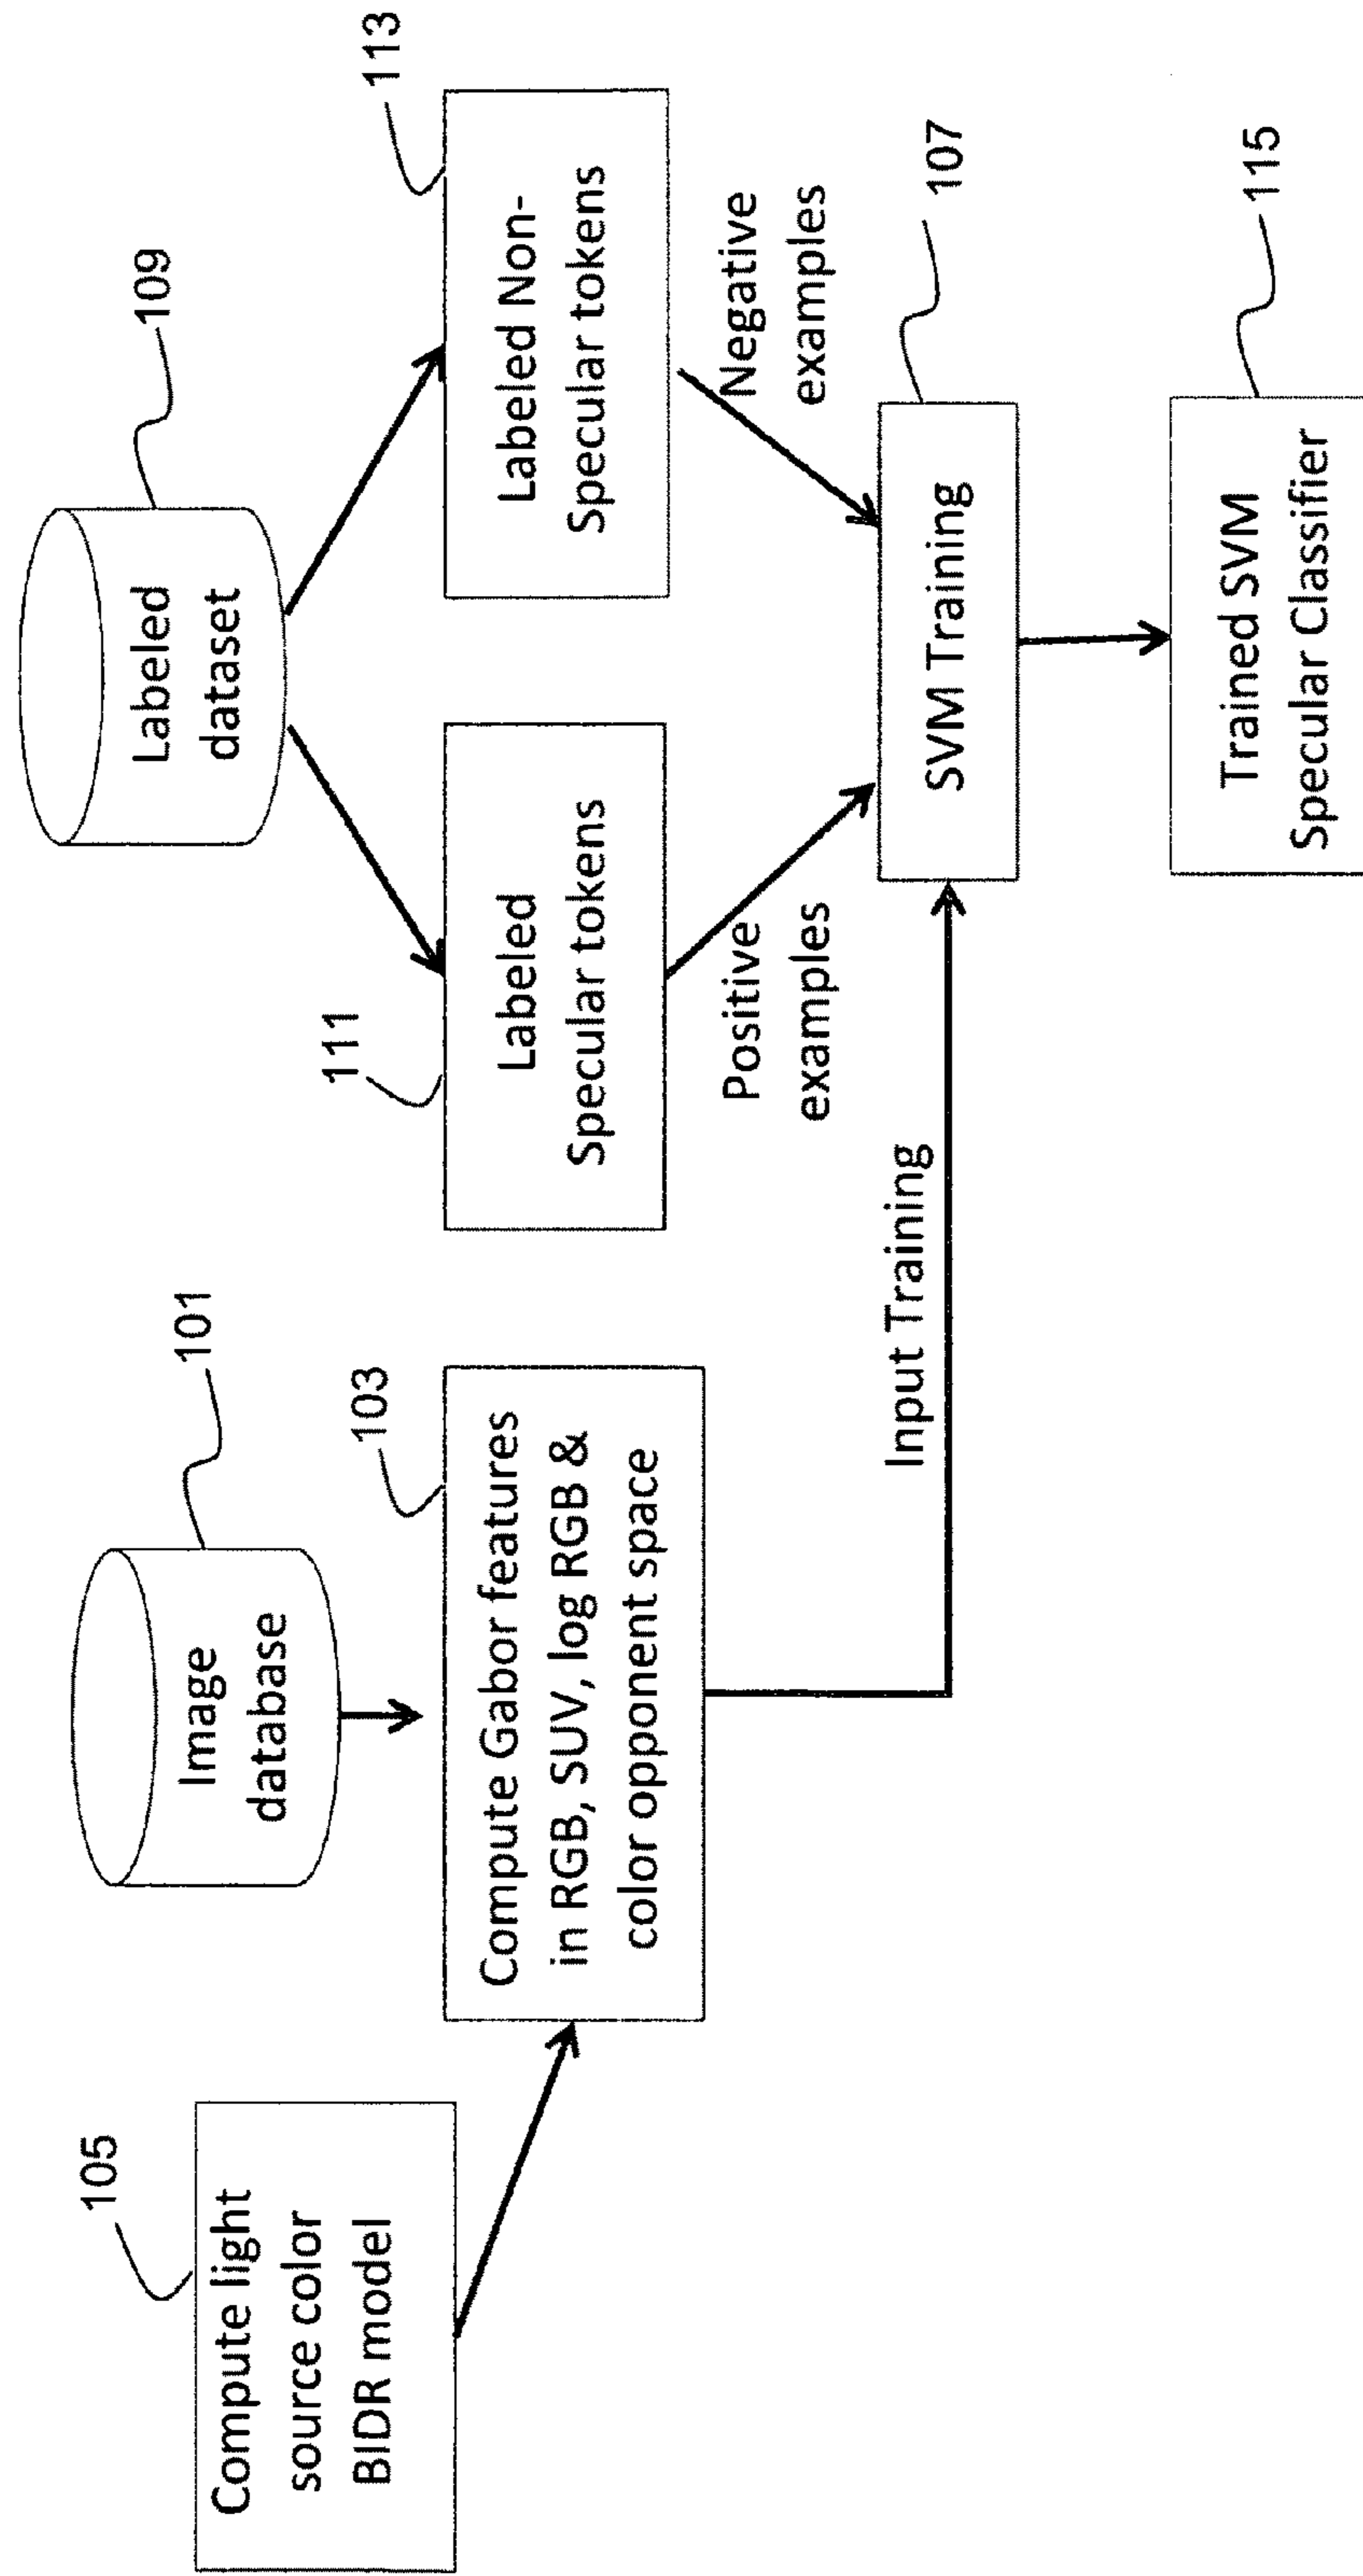 105
Compute light
source color
BIDR model
101
Image
database
103
Compute Gabor features
in RGB, SUV, log RGB &
color opponent space
Input Training
109
Labeled
dataset
111
Labeled
Specular tokens
113
Labeled Non-
Specular tokens
Positive
examples
Negative
examples
107
SVM Training
115
Trained SVM
Specular Classifier